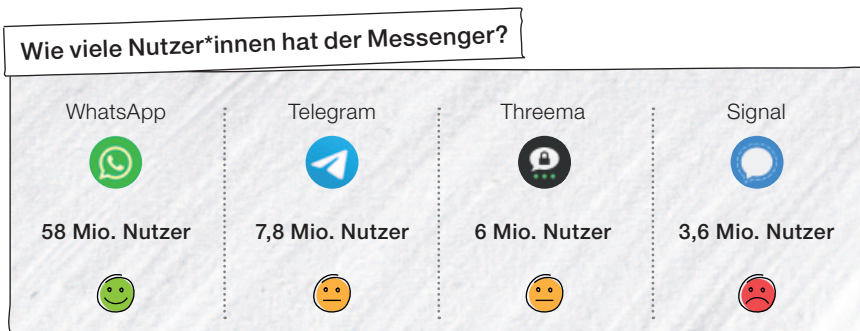 Wie viele Nutzer*innen hat der Messenger?
WhatsApp
Telegram
Threema
Signal
58 Mio. Nutzer
7,8 Mio. Nutzer
6 Mio. Nutzer
3,6 Mio. Nutzer